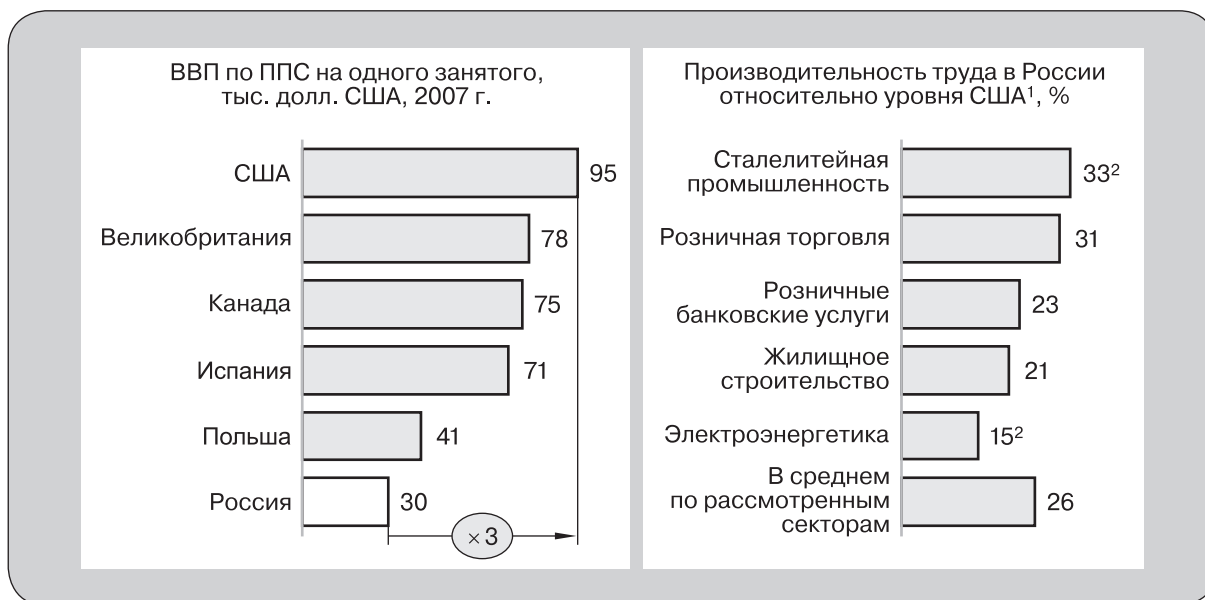 ВВП по ППС на одного занятого,
тыс. долл. США, 2007 г.
США 95
Великобритания 78
Канада 75
Испания 71
Польша 41
Россия 30
× 3
Производительность труда в России
относительно уровня США¹, %
Сталелитейная
промышленность 33²
Розничная торговля 31
Розничные
банковские услуги 23
Жилищное
строительство 21
Электроэнергетика 15²
В среднем
по рассмотренным
секторам 26